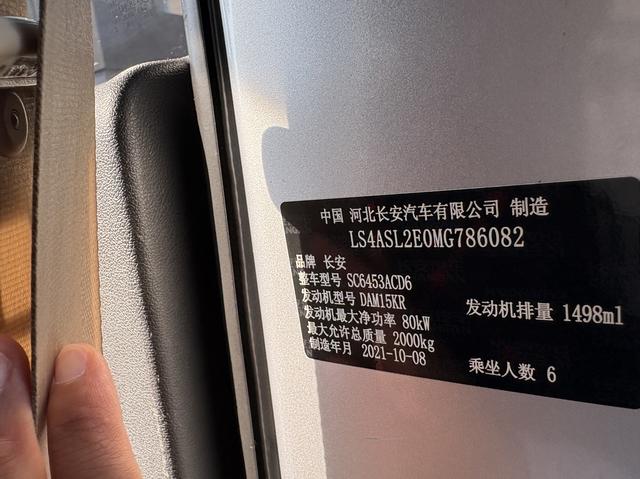 中国 河北长安汽车有限公司 制造
LS4ASL2E0MG786082
品牌 长安
整车型号 SC6453ACD6
发动机型号 DAM15KR
发动机排量 1498ml
发动机最大净功率 80kW
最大允许总质量 2000kg
制造年月 2021-10-08
乘坐人数 6